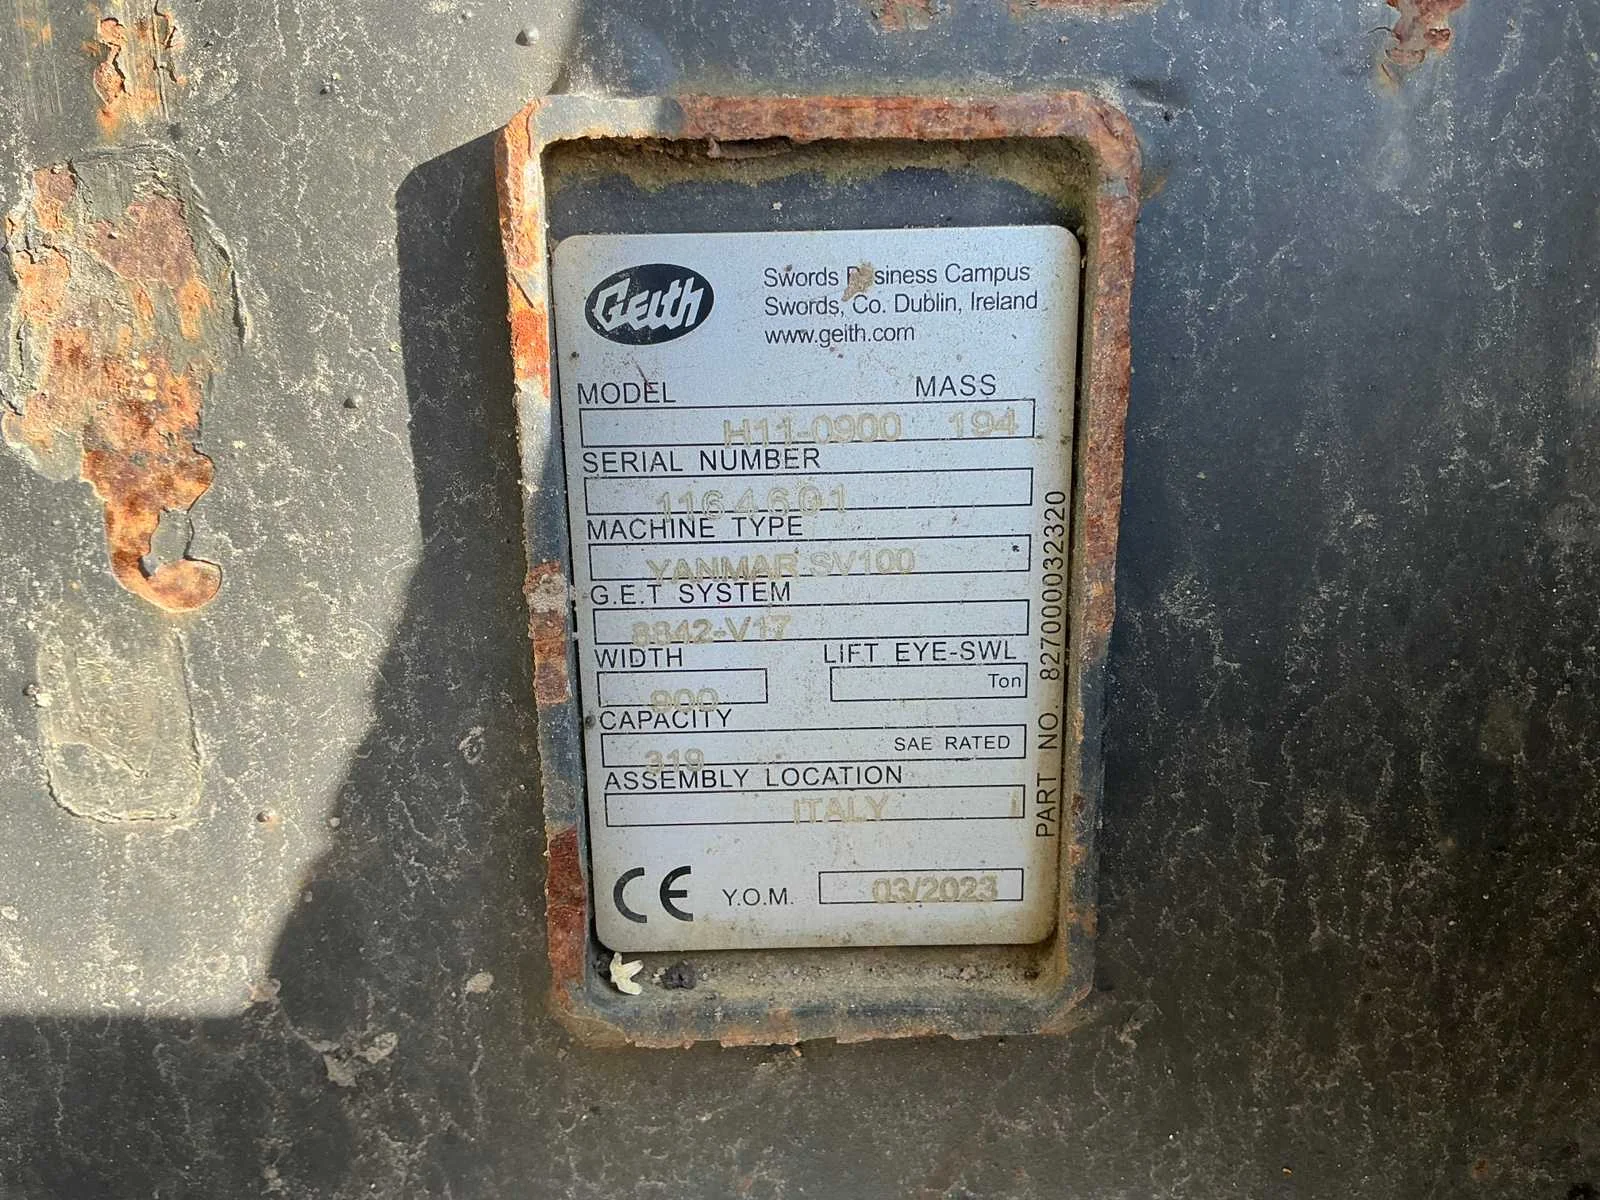 Geith
Swords Business Campus
Swords, Co. Dublin, Ireland
www.geith.com
MODEL MASS
H11-0900 194
SERIAL NUMBER
1164601
MACHINE TYPE
YANMAR SV100
G.E.T SYSTEM
8842-V17
WIDTH LIFT EYE-SWL
900 Ton
CAPACITY
319 SAE RATED
ASSEMBLY LOCATION
ITALY I
CE Y.O.M. 03/2023
PART NO. 8270000032320